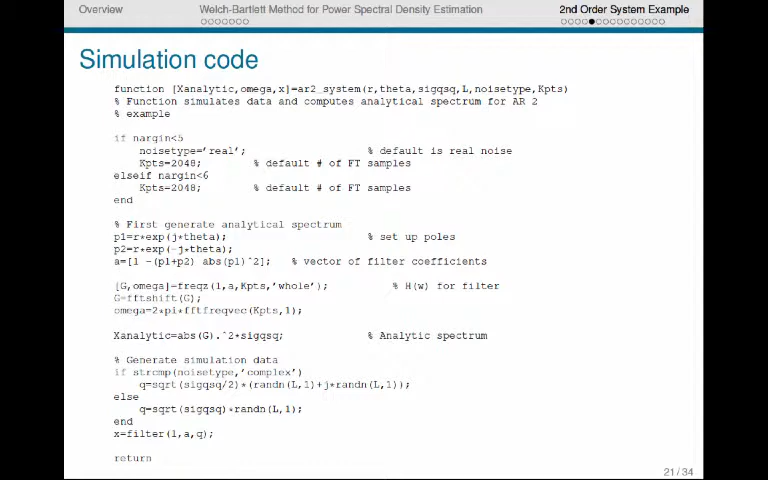 Overview
Welch-Bartlett Method for Power Spectral Density Estimation
2nd Order System Example
Simulation code
function [Xanalytic,omega,x]=ar2_system(r,theta,sigqsq,L,noisetype,Kpts)
% Function simulates data and computes analytical spectrum for AR 2
% example
if nargin<5
noisetype='real'; % default is real noise
Kpts=2048; % default # of FT samples
elseif nargin<6
Kpts=2048; % default # of FT samples
end
% First generate analytical spectrum
p1=r*exp(j*theta); % set up poles
p2=r*exp(-j*theta);
a=[1 -(p1+p2) abs(p1)^2]; % vector of filter coefficients
[G,omega]=freqz(1,a,Kpts,'whole'); % H(w) for filter
G=fftshift(G);
omega=2*pi*fftfreqvec(Kpts,1);
Xanalytic=abs(G).^2*sigqsq; % Analytic spectrum
% Generate simulation data
if strcmp(noisetype,'complex')
q=sqrt(sigqsq/2)*(randn(L,1)+j*randn(L,1));
else
q=sqrt(sigqsq)*randn(L,1);
end
x=filter(1,a,q);
return
21 / 34